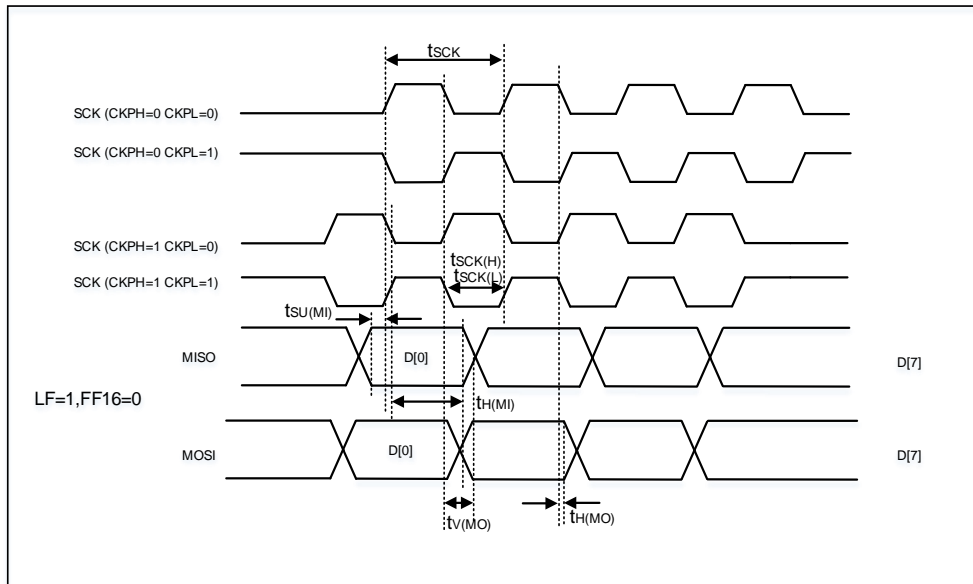 tSCK
SCK (CKPH=0 CKPL=0)
SCK (CKPH=0 CKPL=1)
SCK (CKPH=1 CKPL=0)
tSCK(H)
tSCK(L)
SCK (CKPH=1 CKPL=1)
tSU(MI)
MISO
D[0]
D[7]
LF=1,FF16=0
tH(MI)
MOSI
D[0]
D[7]
tV(MO)
tH(MO)